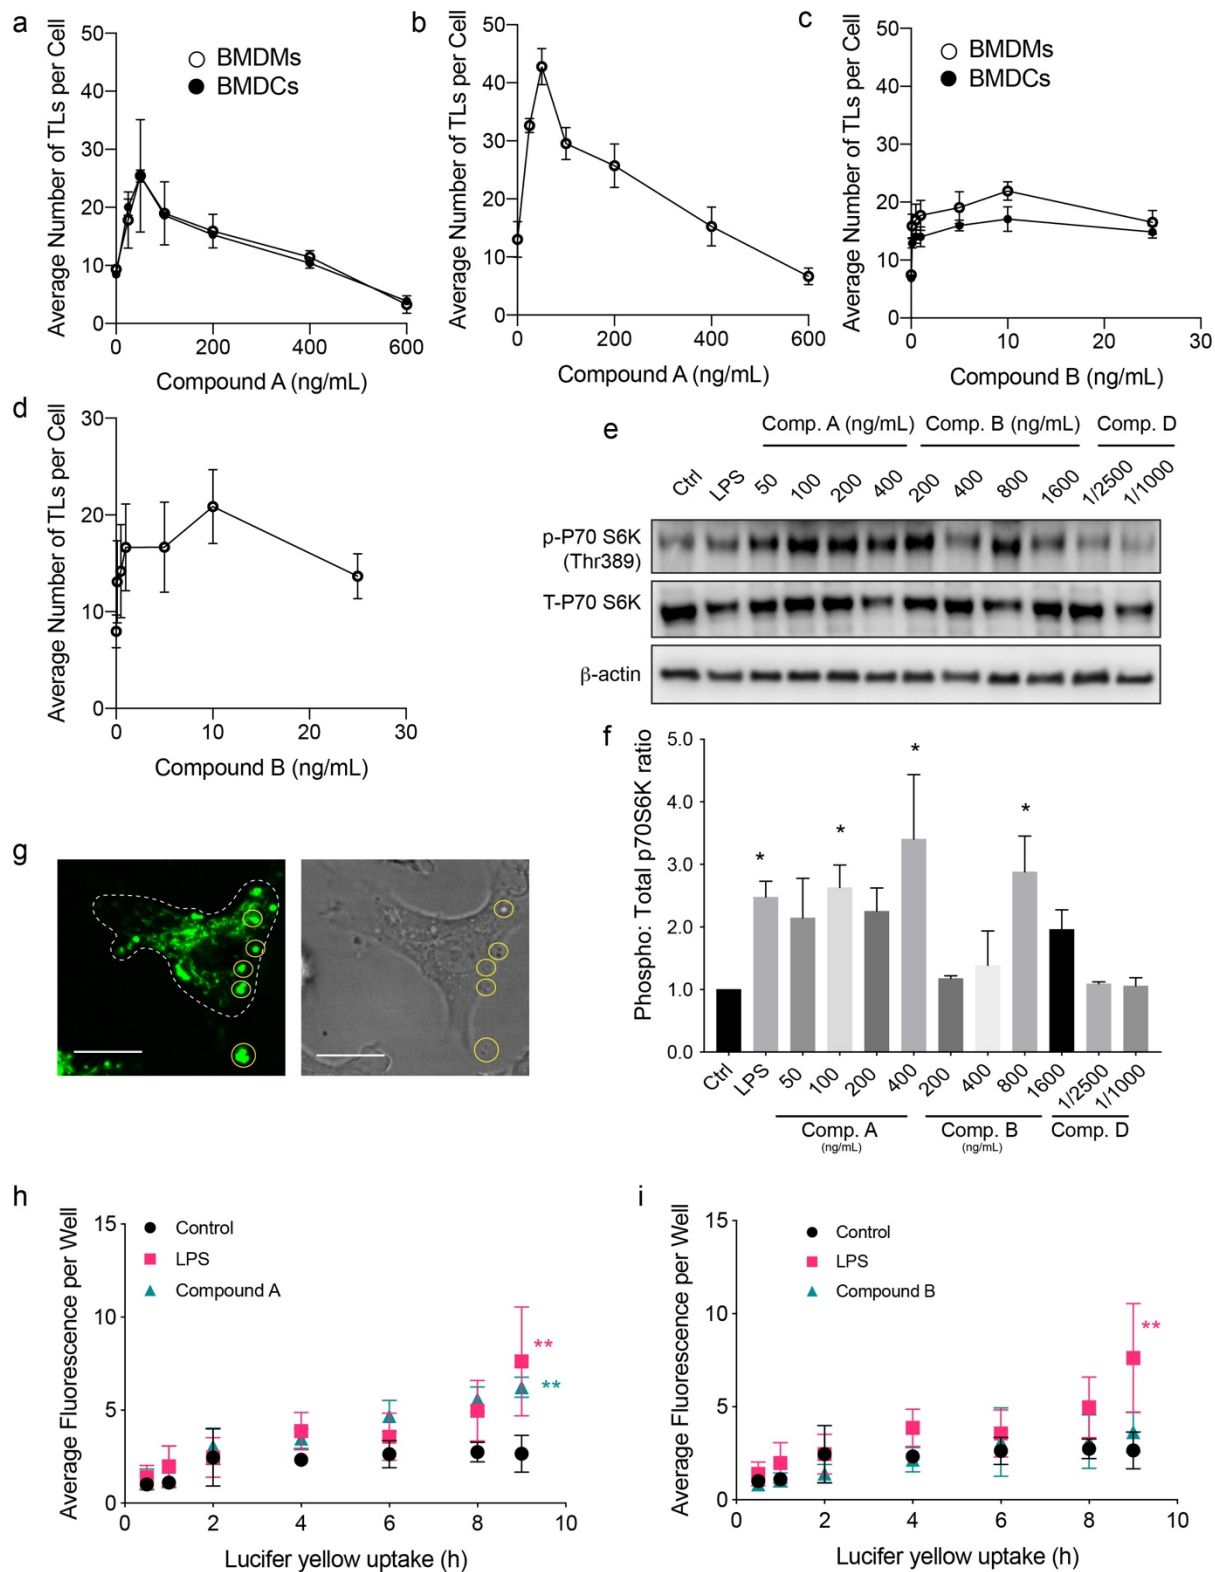 a
Average Number of TLs per Cell
50
40
30
20
10
0
0
200
400
600
Compound A (ng/mL)
BMDMs
BMDCs
b
Average Number of TLs per Cell
50
40
30
20
10
0
0
200
400
600
Compound A (ng/mL)
c
Average Number of TLs per Cell
50
40
30
20
10
0
0
10
20
30
Compound B (ng/mL)
BMDMs
BMDCs
d
Average Number of TLs per Cell
30
20
10
0
0
10
20
30
Compound B (ng/mL)
e
Comp. A (ng/mL) Comp. B (ng/mL) Comp. D
Ctrl LPS 50 100 200 400 200 400 800 1600 1/2500 1/1000
p-P70 S6K
(Thr389)
T-P70 S6K
β-actin
f
Phospho: Total p70S6K ratio
5.0
4.0
3.0
2.0
1.0
0.0
*
*
*
*
Ctrl LPS 50 100 200 400 200 400 800 1600 1/2500 1/1000
Comp. A Comp. B Comp. D
(ng/mL) (ng/mL)
g
h
Average Fluorescence per Well
15
10
5
0
0 2 4 6 8 10
Lucifer yellow uptake (h)
Control
LPS
Compound A
**
**
i
Average Fluorescence per Well
15
10
5
0
0 2 4 6 8 10
Lucifer yellow uptake (h)
Control
LPS
Compound B
**